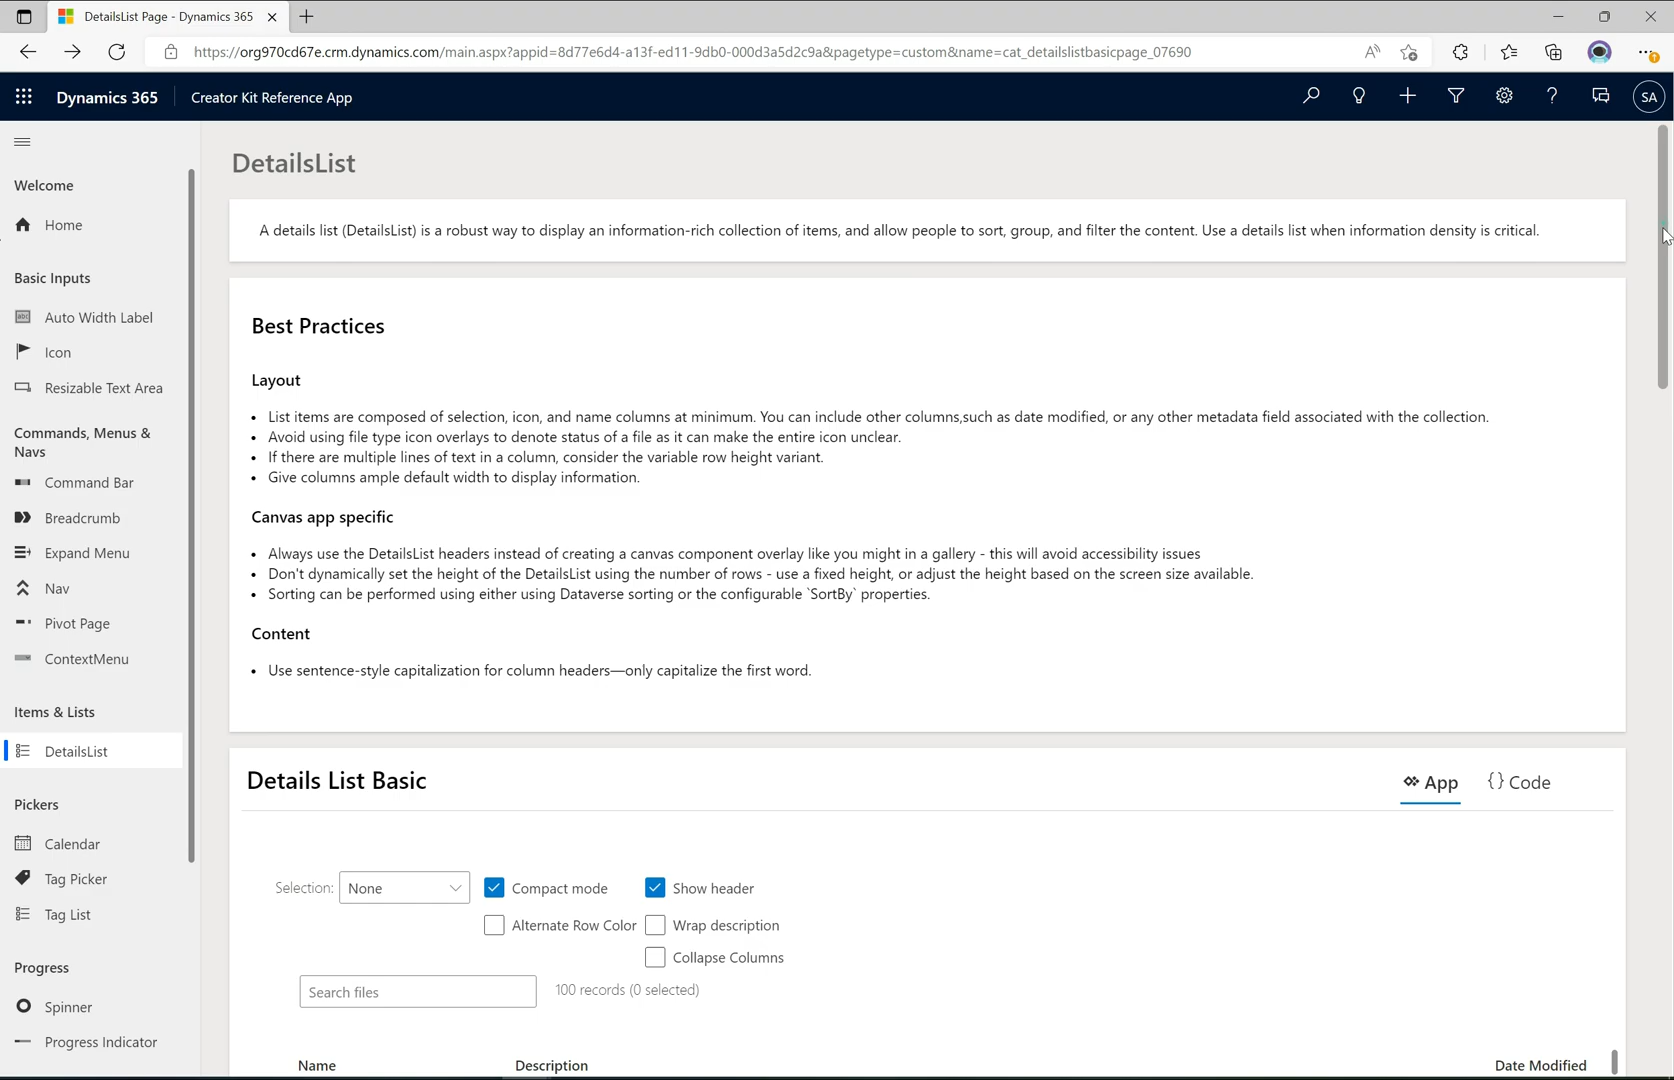 DetailsList Page - Dynamics 365
https://org970cd67e.crm.dynamics.com/main.aspx?appid=8d77e6d4-a13f-ed11-9db0-000d3a5d2c9a&pagetype=custom&name=cat_detailslistbasicpage_07690
Dynamics 365
Creator Kit Reference App
SA
Welcome
Home
Basic Inputs
Auto Width Label
Icon
Resizable Text Area
Commands, Menus &
Navs
Command Bar
Breadcrumb
Expand Menu
Nav
Pivot Page
ContextMenu
Items & Lists
DetailsList
Pickers
Calendar
Tag Picker
Tag List
Progress
Spinner
Progress Indicator
DetailsList
A details list (DetailsList) is a robust way to display an information-rich collection of items, and allow people to sort, group, and filter the content. Use a details list when information density is critical.
Best Practices
Layout
• List items are composed of selection, icon, and name columns at minimum. You can include other columns,such as date modified, or any other metadata field associated with the collection.
• Avoid using file type icon overlays to denote status of a file as it can make the entire icon unclear.
• If there are multiple lines of text in a column, consider the variable row height variant.
• Give columns ample default width to display information.
Canvas app specific
• Always use the DetailsList headers instead of creating a canvas component overlay like you might in a gallery - this will avoid accessibility issues
• Don't dynamically set the height of the DetailsList using the number of rows - use a fixed height, or adjust the height based on the screen size available.
• Sorting can be performed using either using Dataverse sorting or the configurable `SortBy` properties.
Content
• Use sentence-style capitalization for column headers—only capitalize the first word.
Details List Basic
App
{} Code
Selection: None
Compact mode
Show header
Alternate Row Color
Wrap description
Collapse Columns
Search files
100 records (0 selected)
Name
Description
Date Modified